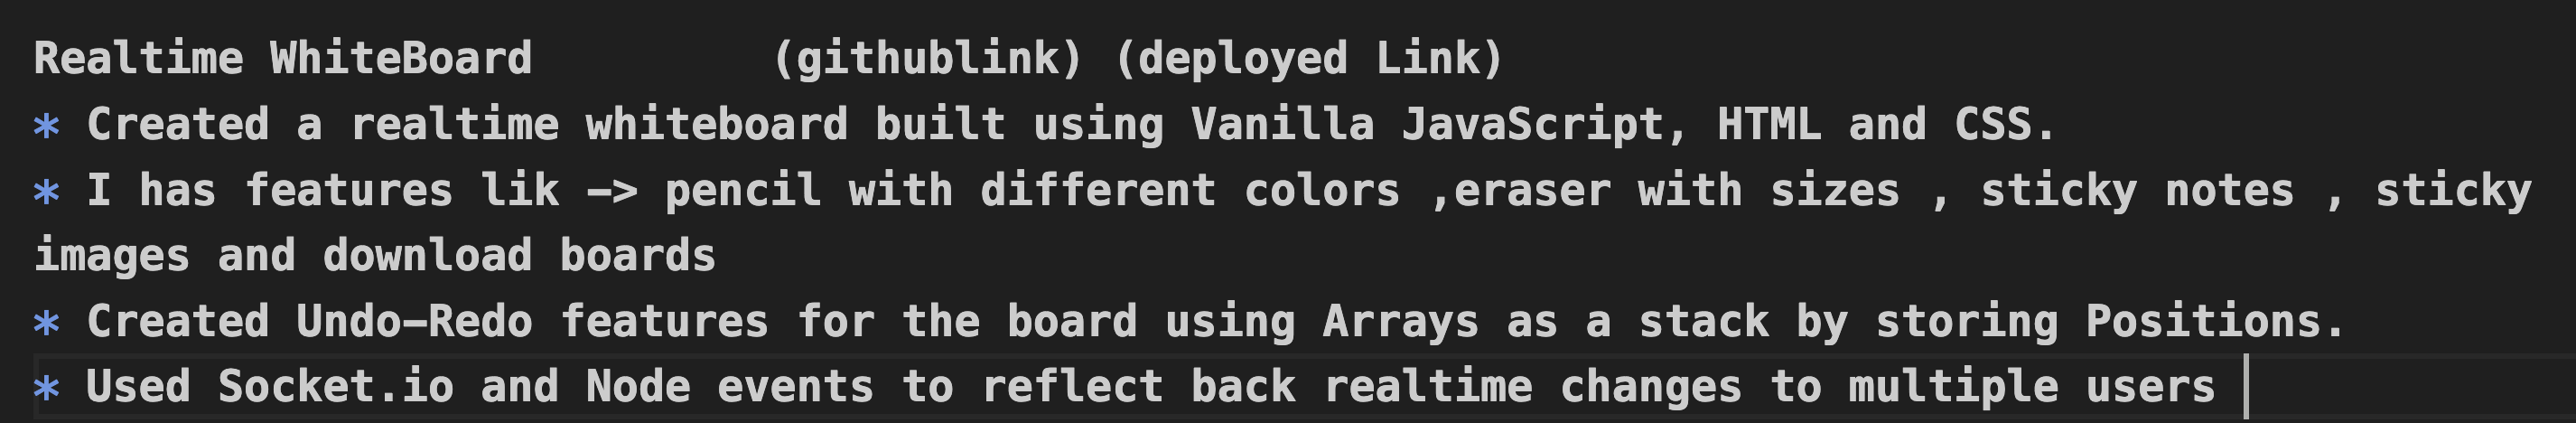 Realtime WhiteBoard (githublink) (deployed Link)
* Created a realtime whiteboard built using Vanilla JavaScript, HTML and CSS.
* I has features lik -> pencil with different colors ,eraser with sizes , sticky notes , sticky
images and download boards
* Created Undo-Redo features for the board using Arrays as a stack by storing Positions.
* Used Socket.io and Node events to reflect back realtime changes to multiple users